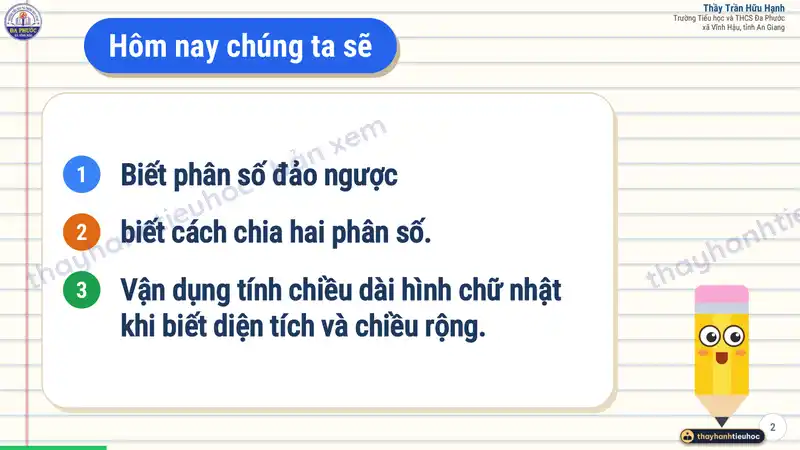 Thầy Trần Hữu Hạnh
Trường Tiểu học và THCS Đa Phước
xã Vĩnh Hậu, tỉnh An Giang
ĐA PHƯỚC
Hôm nay chúng ta sẽ
1 Biết phân số đảo ngược
2 biết cách chia hai phân số.
3 Vận dụng tính chiều dài hình chữ nhật
khi biết diện tích và chiều rộng.
thayhanhtieuhoc
2